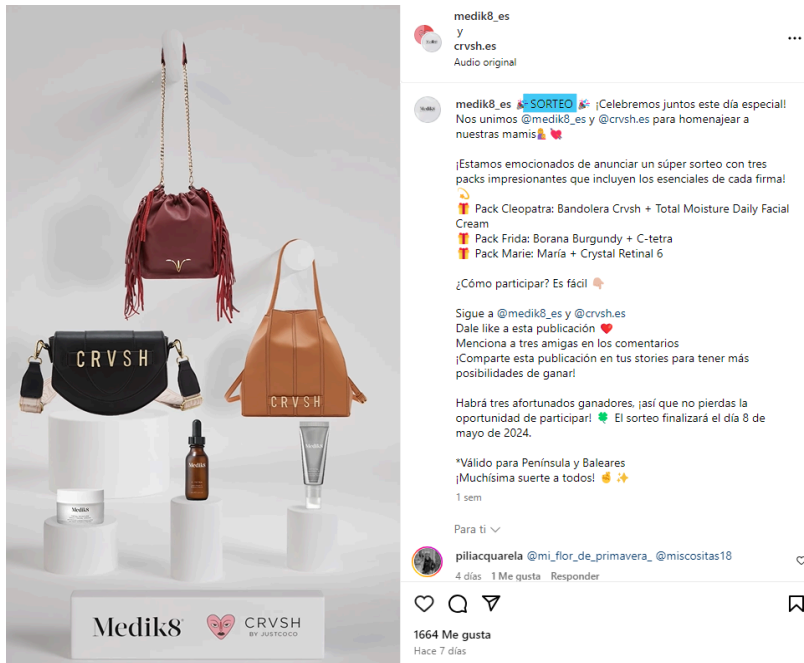 medik8_es
y
crvsh.es
Audio original
medik8_es 🎉 SORTEO 🎉 ¡Celebremos juntos este día especial!
Nos unimos @medik8_es y @crvsh.es para homenajear a
nuestras mamis🤱💘
¡Estamos emocionados de anunciar un súper sorteo con tres
packs impresionantes que incluyen los esenciales de cada firma!
💫
🎁 Pack Cleopatra: Bandolera Crvsh + Total Moisture Daily Facial
Cream
🎁 Pack Frida: Borana Burgundy + C-tetra
🎁 Pack Marie: María + Crystal Retinal 6
¿Cómo participar? Es fácil 👇🏻
Sigue a @medik8_es y @crvsh.es
Dale like a esta publicación ❤️
Menciona a tres amigas en los comentarios
¡Comparte esta publicación en tus stories para tener más
posibilidades de ganar!
Habrá tres afortunados ganadores, ¡así que no pierdas la
oportunidad de participar! 🍀 El sorteo finalizará el día 8 de
mayo de 2024.
*Válido para Península y Baleares
¡Muchísima suerte a todos! ✌️✨
1 sem
Para ti
piliacquarela @mi_flor_de_primavera_ @miscositas18
4 días 1 Me gusta Responder
1664 Me gusta
Hace 7 días
CRVSH
CRVSH
Medik8
Medik8
Medik8
Medik8 CRVSH
BY JUSTCOCO